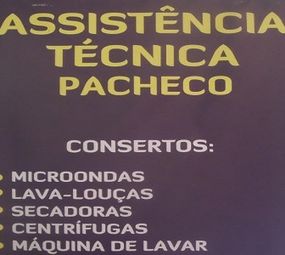 ASSISTÊNCIA
TÉCNICA
PACHECO
CONSERTOS:
• MICROONDAS
• LAVA-LOUÇAS
• SECADORAS
• CENTRÍFUGAS
• MÁQUINA DE LAVAR